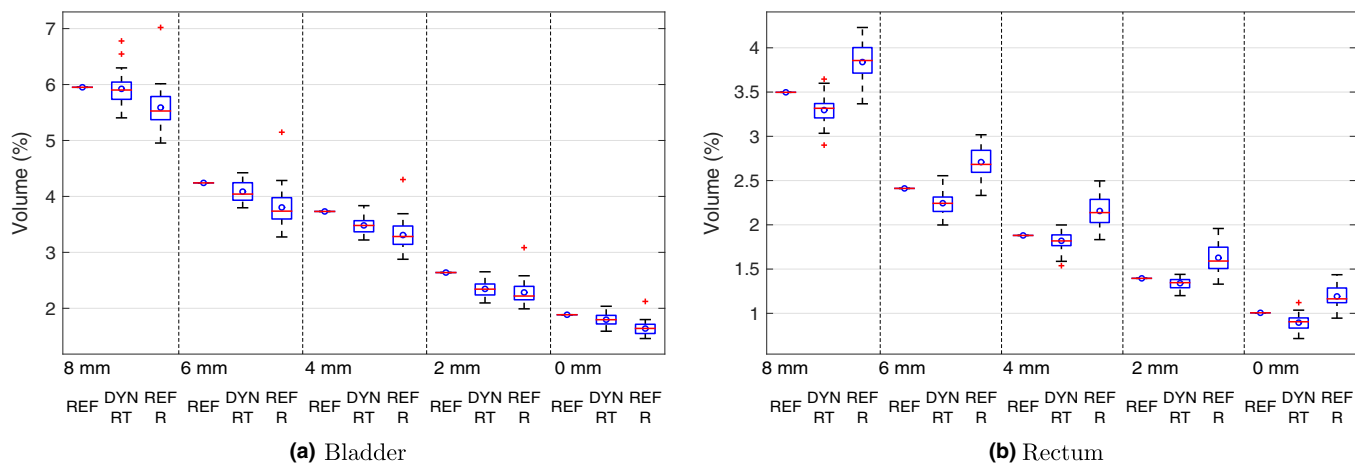 Volume (%)
7
6
5
4
3
2
8 mm 6 mm 4 mm 2 mm 0 mm
REF DYN RT REF R REF DYN RT REF R REF DYN RT REF R REF DYN RT REF R REF DYN RT REF R
(a) Bladder
Volume (%)
4
3.5
3
2.5
2
1.5
1
8 mm 6 mm 4 mm 2 mm 0 mm
REF DYN RT REF R REF DYN RT REF R REF DYN RT REF R REF DYN RT REF R REF DYN RT REF R
(b) Rectum